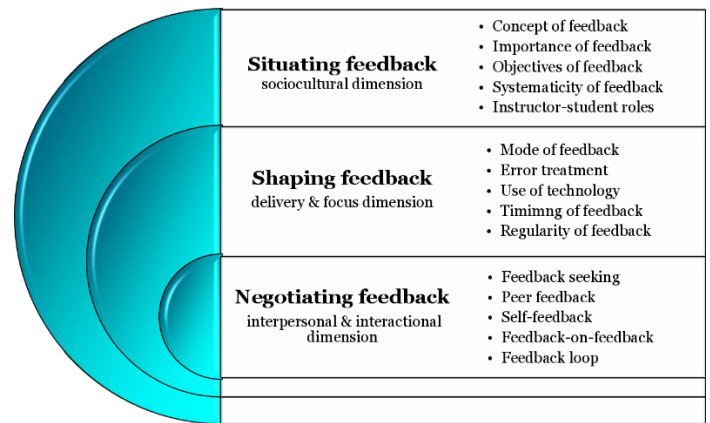 Situating feedback
sociocultural dimension
• Concept of feedback
• Importance of feedback
• Objectives of feedback
• Systematicity of feedback
• Instructor-student roles
Shaping feedback
delivery & focus dimension
• Mode of feedback
• Error treatment
• Use of technology
• Timimng of feedback
• Regularity of feedback
Negotiating feedback
interpersonal & interactional
dimension
• Feedback seeking
• Peer feedback
• Self-feedback
• Feedback-on-feedback
• Feedback loop